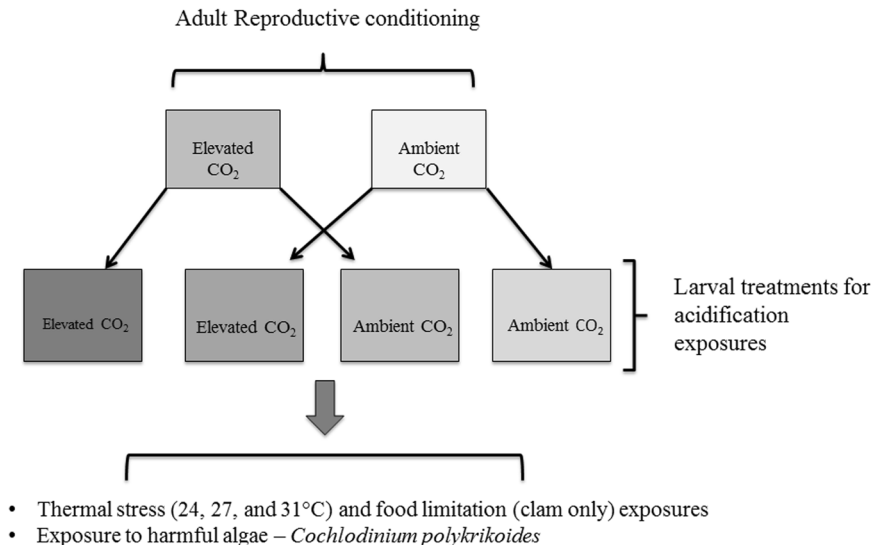 Adult Reproductive conditioning
Elevated
CO₂
Ambient
CO₂
Elevated CO₂
Elevated CO₂
Ambient CO₂
Ambient CO₂
Larval treatments for
acidification
exposures
• Thermal stress (24, 27, and 31°C) and food limitation (clam only) exposures
• Exposure to harmful algae – Cochlodinium polykrikoides